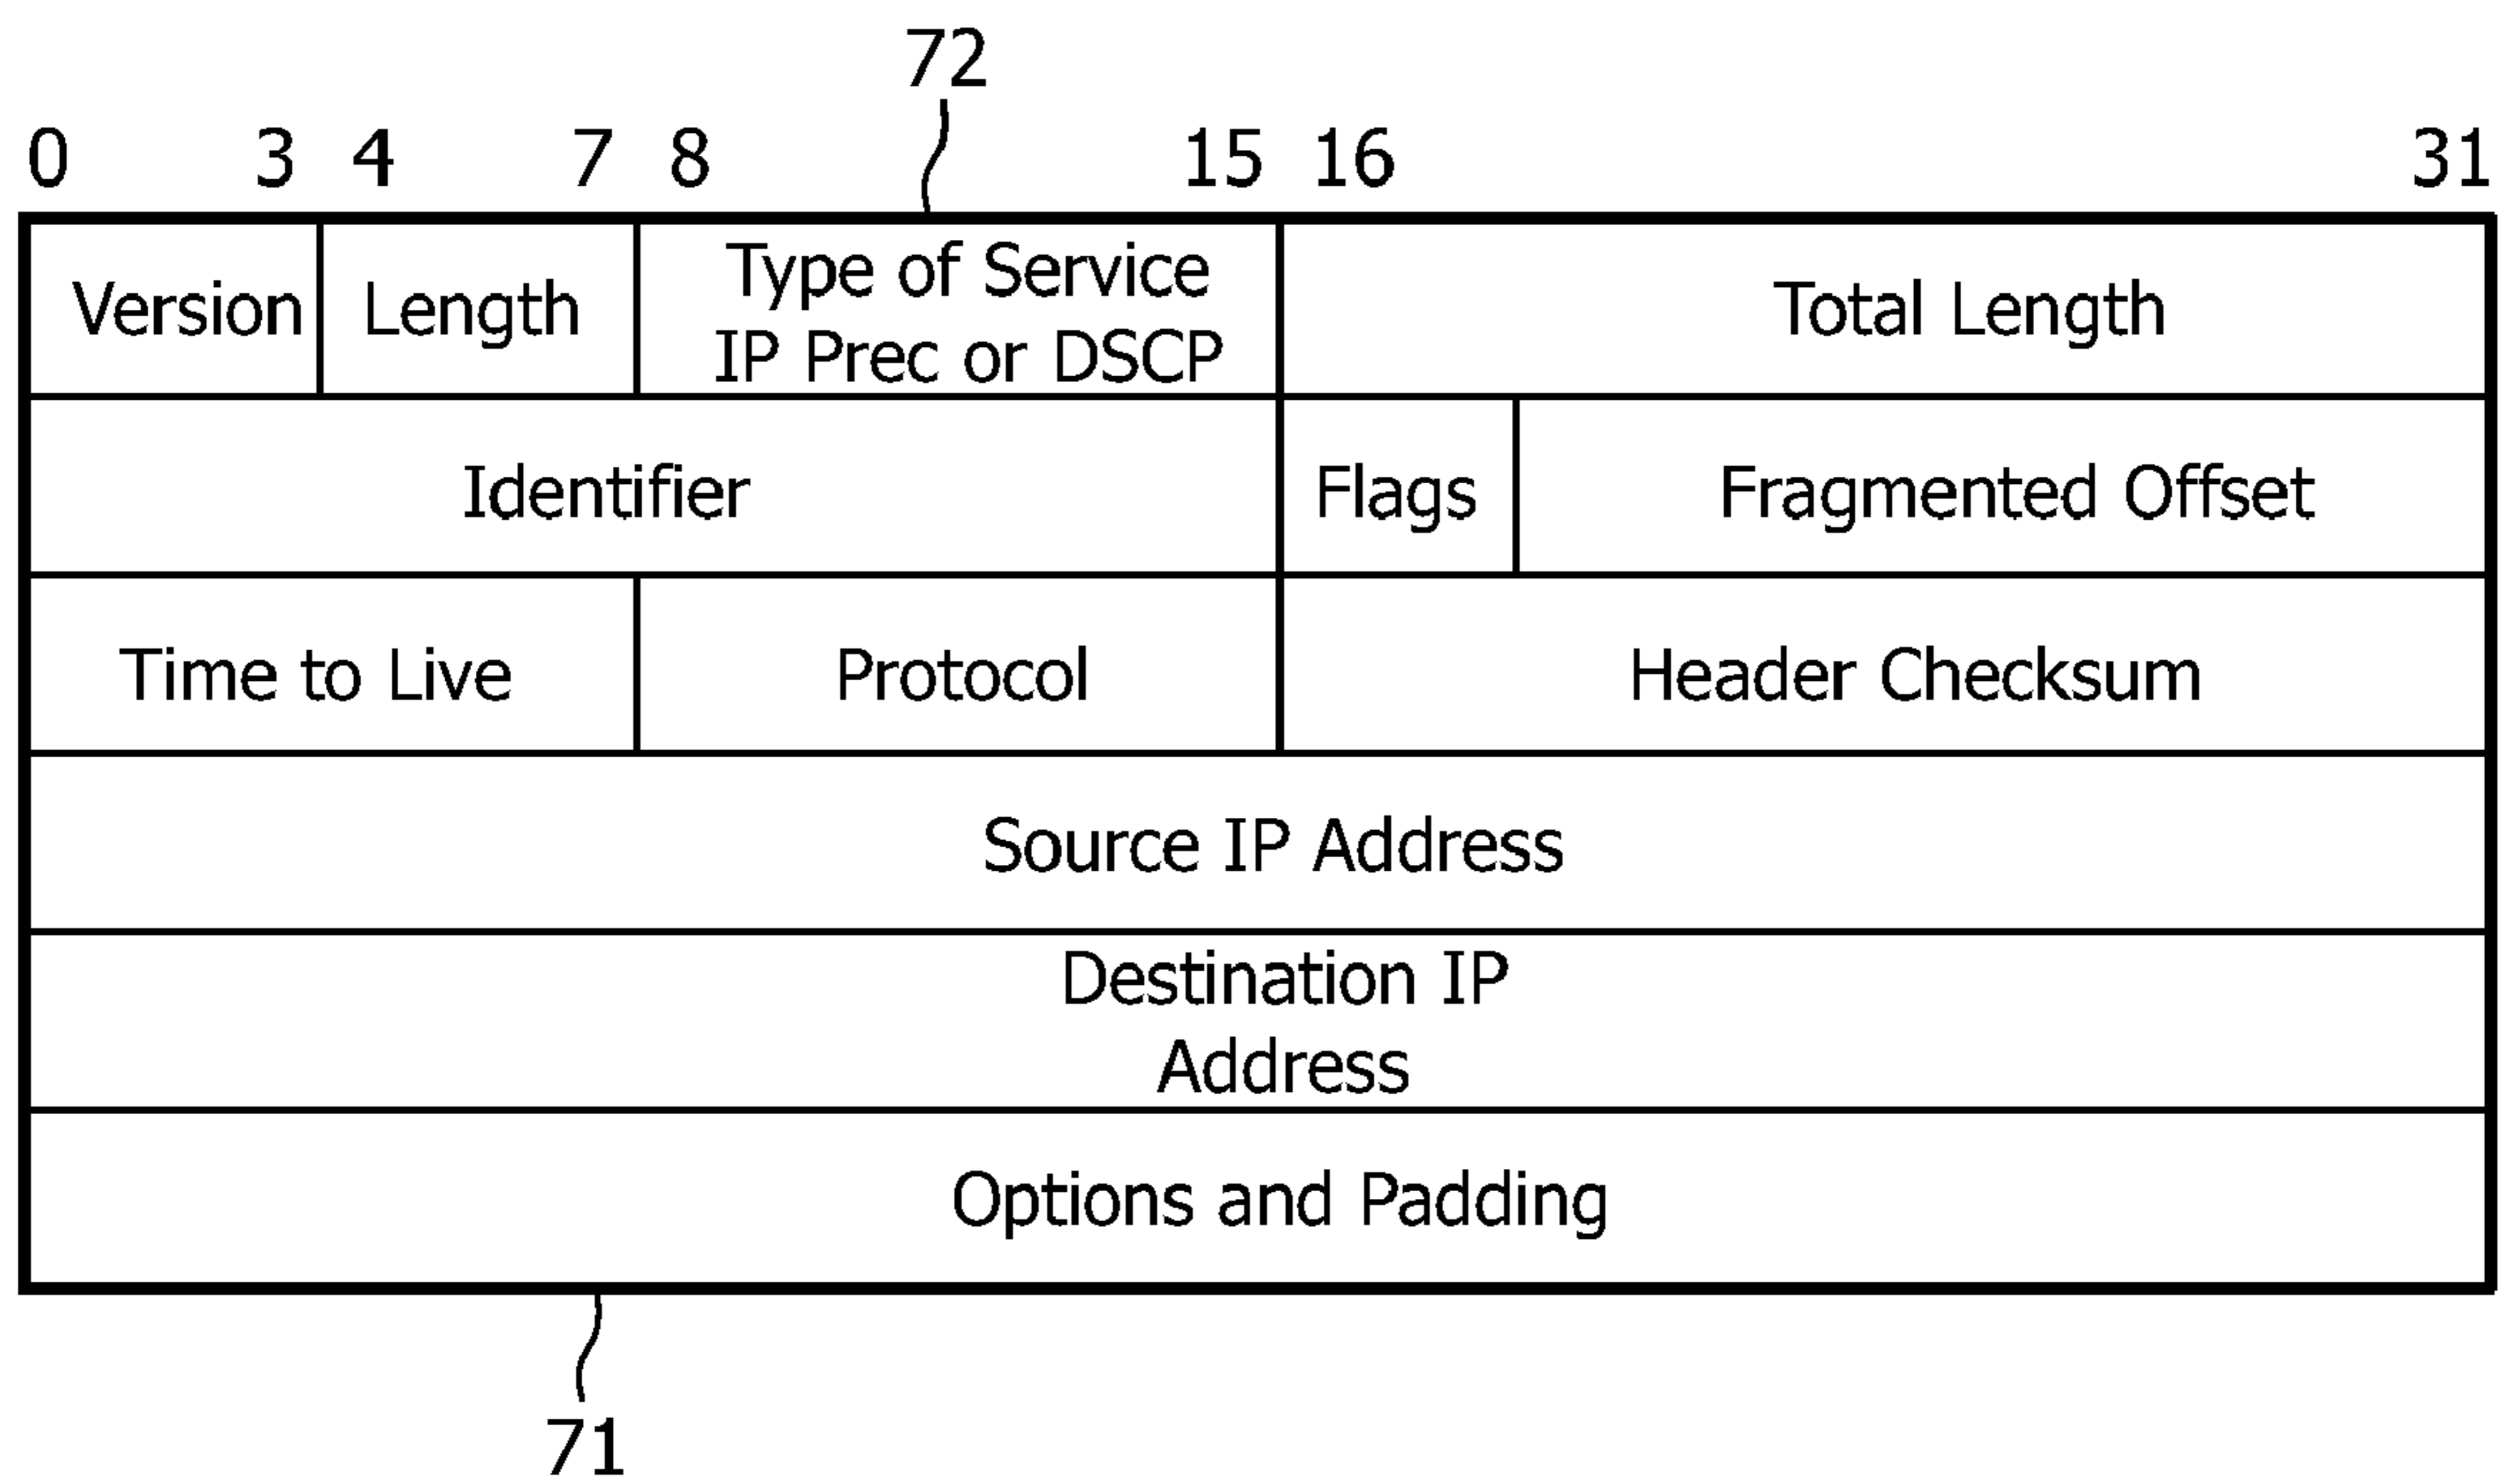 72
0 3 4 7 8 15 16 31
Version Length Type of Service
IP Prec or DSCP Total Length
Identifier Flags Fragmented Offset
Time to Live Protocol Header Checksum
Source IP Address
Destination IP
Address
Options and Padding
71